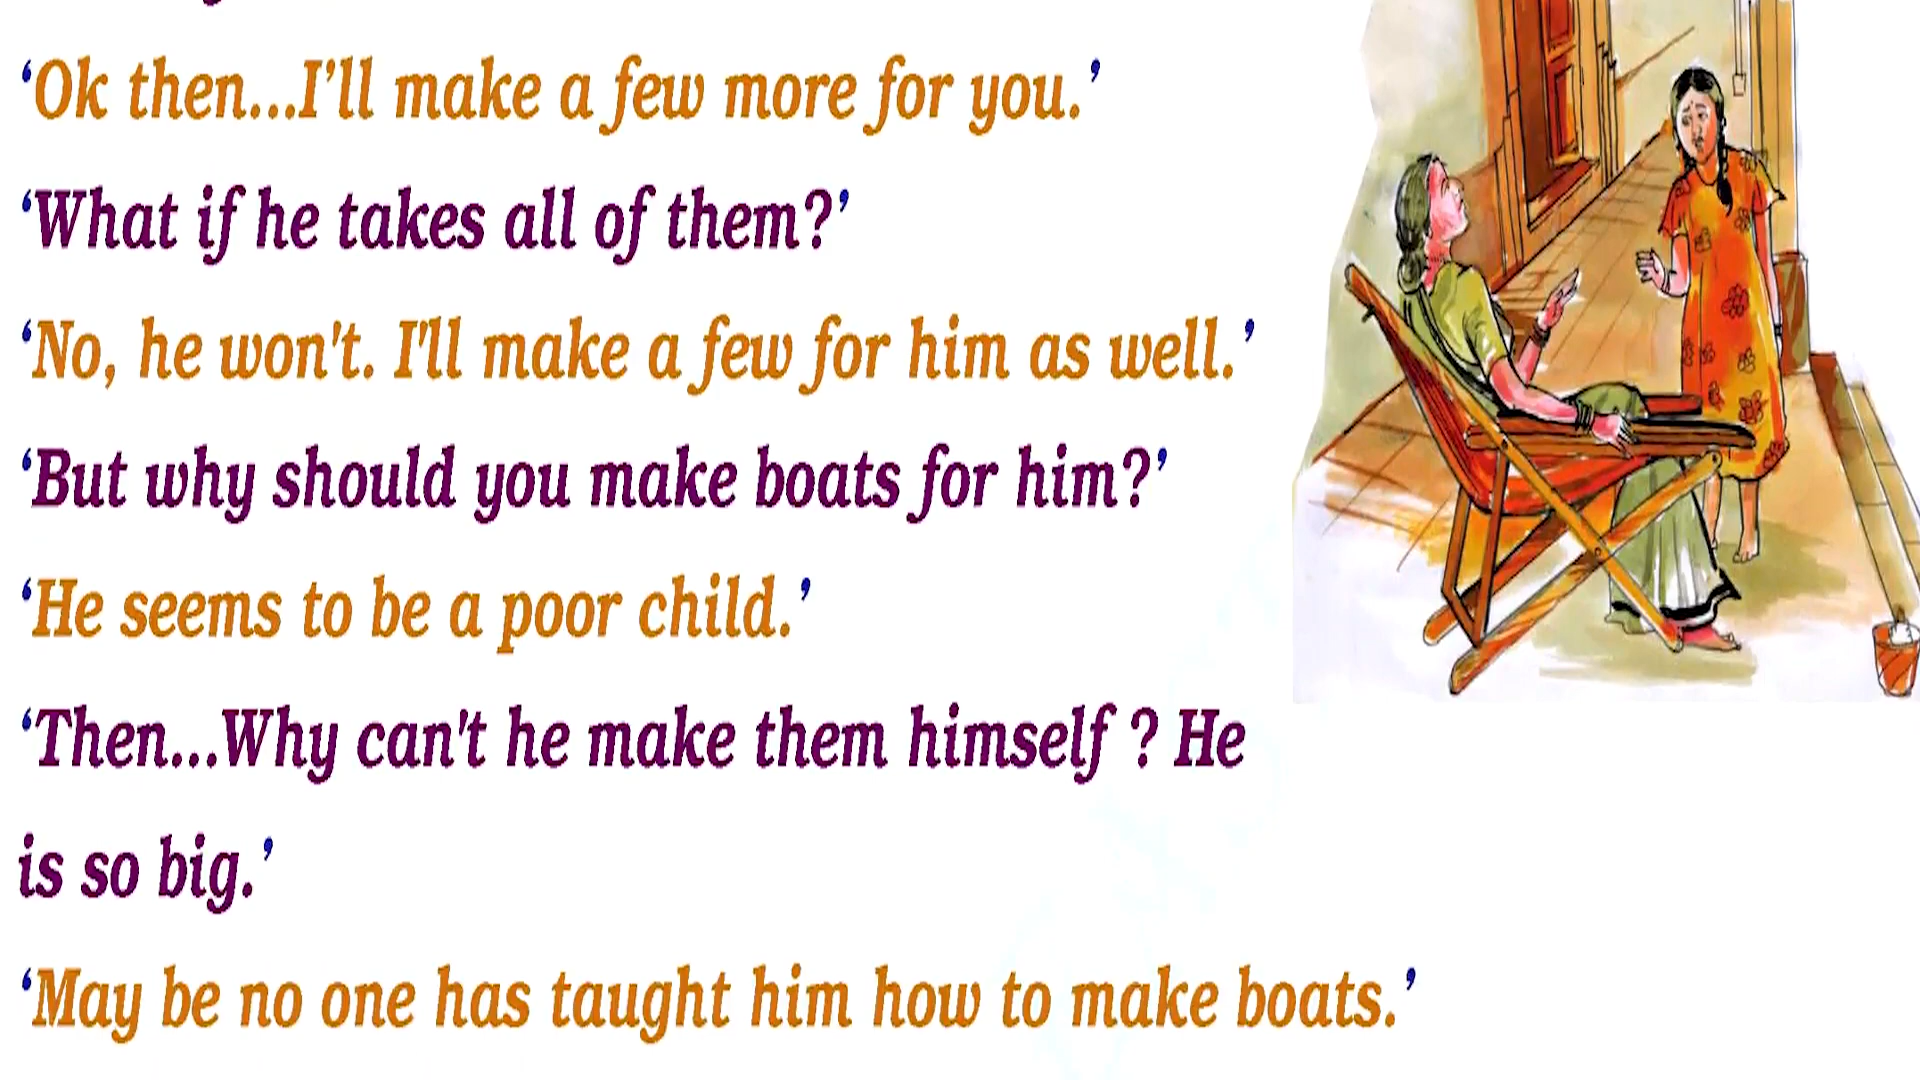 ‘Ok then...I’ll make a few more for you.’
‘What if he takes all of them?’
‘No, he won't. I'll make a few for him as well.’
‘But why should you make boats for him?’
‘He seems to be a poor child.’
‘Then...Why can't he make them himself ? He
is so big.’
‘May be no one has taught him how to make boats.’